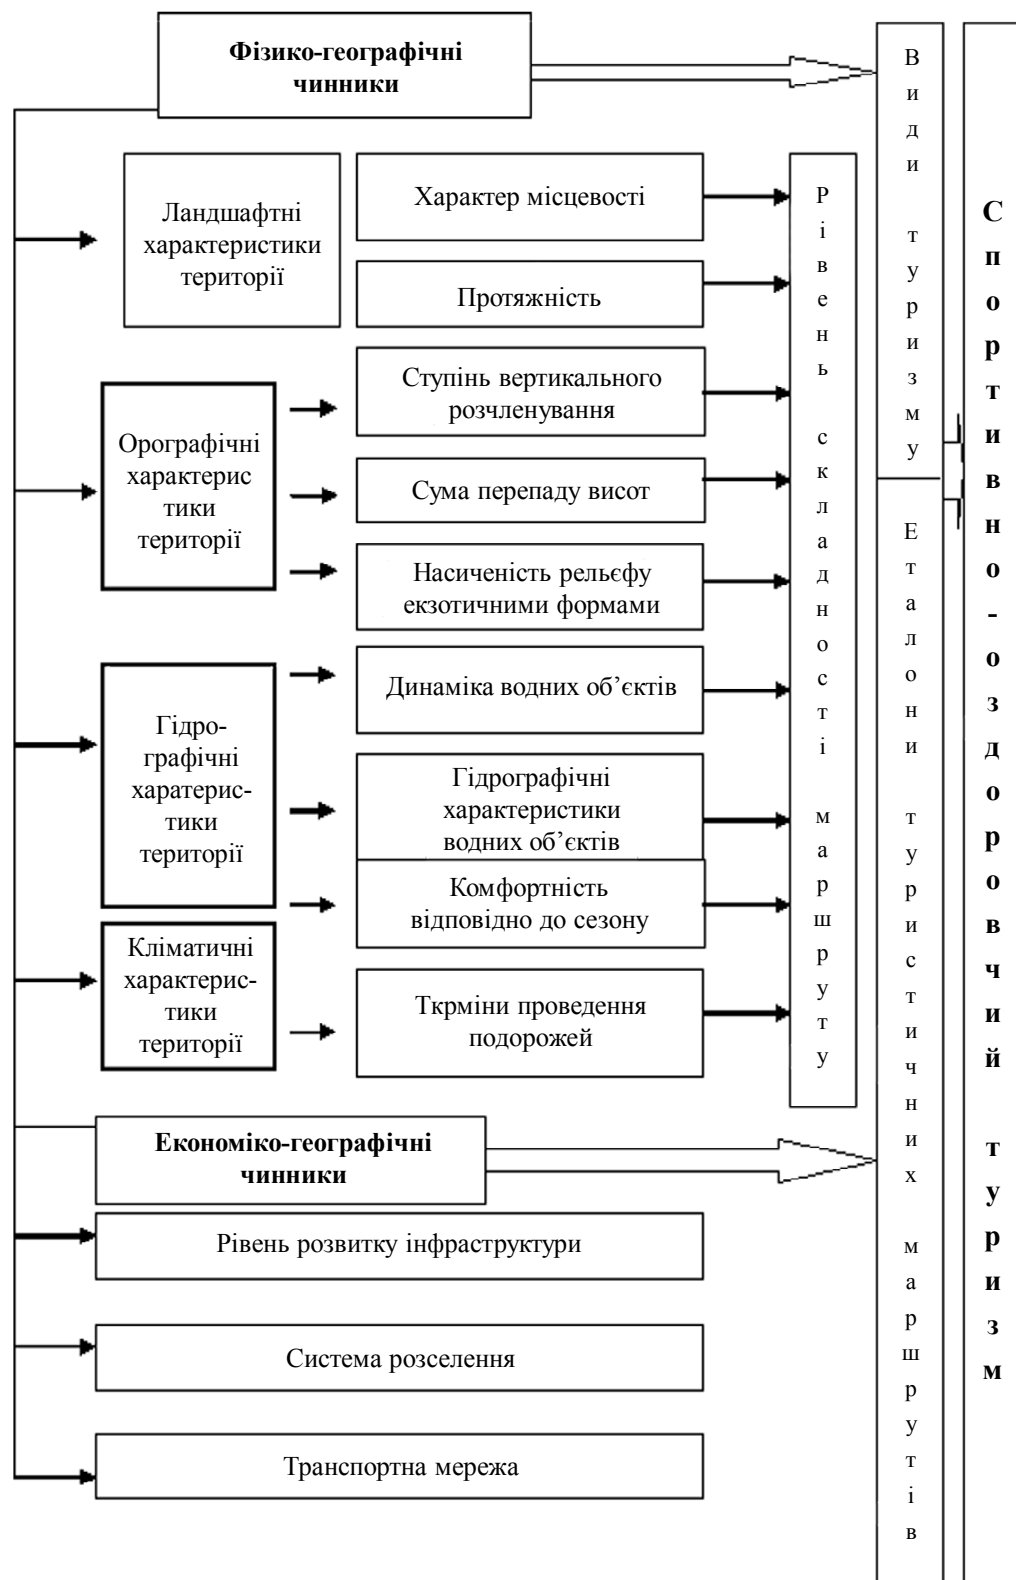 Фізико-географічні
чинники
Ландшафтні
характеристики
території
Характер місцевості
Протяжність
Орографічні
характерис
тики
території
Ступінь вертикального
розчленування
Сума перепаду висот
Насиченість рельєфу
екзотичними формами
Гідро-
графічні
харатерис-
тики
території
Динаміка водних об’єктів
Гідрографічні
характеристики
водних об’єктів
Комфортність
відповідно до сезону
Кліматичні
характерис-
тики
території
Ткрміни проведення
подорожей
Економіко-географічні
чинники
Рівень розвитку інфраструктури
Система розселення
Транспортна мережа
Рівень складності маршруту
Види туризму
Еталони туристичних маршрутів
Спортивно-оздоровчий туризм